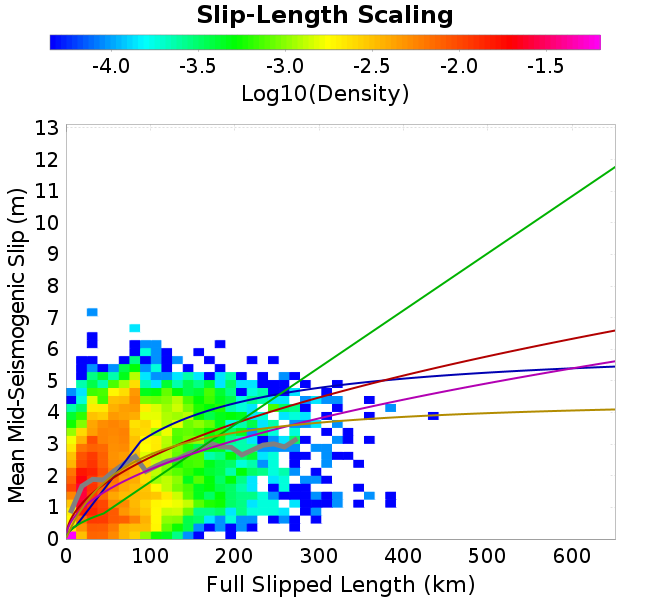 Slip-Length Scaling
-4.0 -3.5 -3.0 -2.5 -2.0 -1.5
Log10(Density)
13
12
11
10
9
8
7
6
5
4
3
2
1
0
Mean Mid-Seismogenic Slip (m)
0 100 200 300 400 500 600
Full Slipped Length (km)